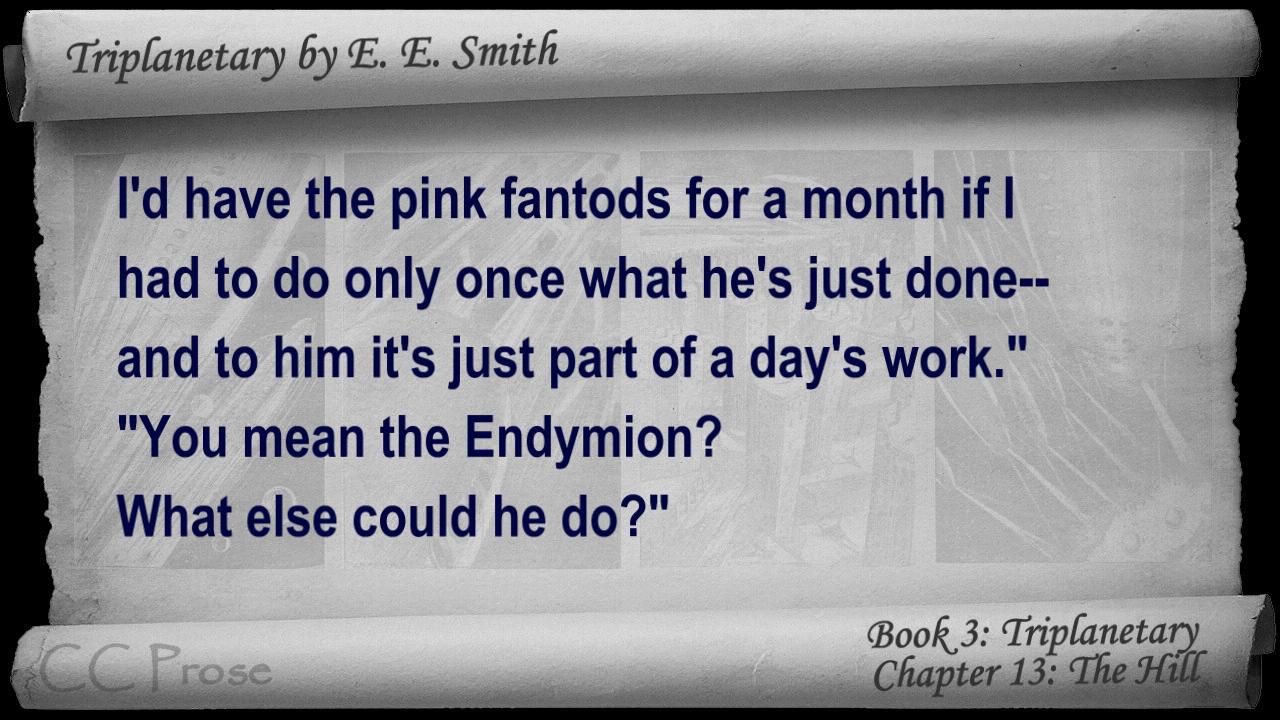 Triplanetary by E. E. Smith
I'd have the pink fantods for a month if I
had to do only once what he's just done--
and to him it's just part of a day's work."
"You mean the Endymion?
What else could he do?"
Book 3: Triplanetary
Chapter 13: The Hill
CC Prose